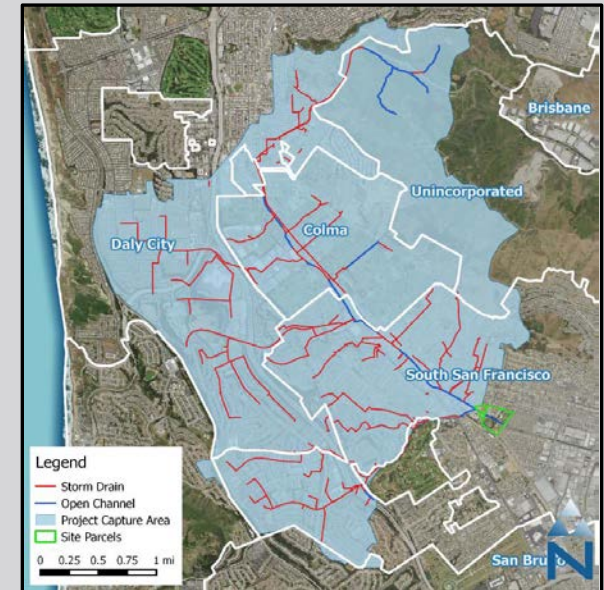 Brisbane
Unincorporated
Daly City
Colma
South San Francisco
San Bruno
Legend
Storm Drain
Open Channel
Project Capture Area
Site Parcels
0 0.25 0.5 0.75 1 mi
N